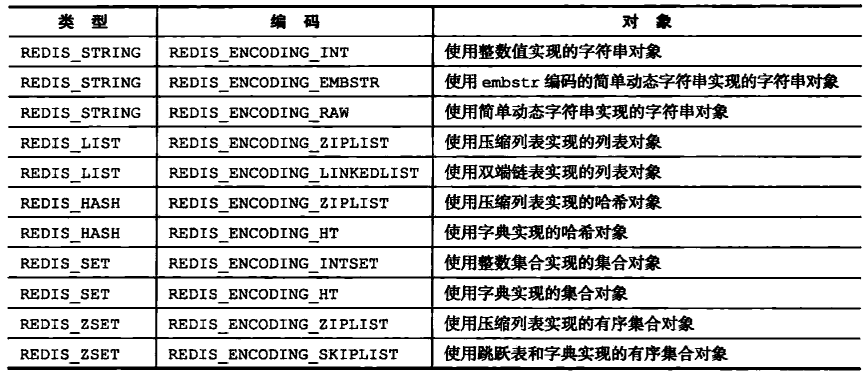 类 型 编 码 对 象
REDIS_STRING REDIS_ENCODING_INT 使用整数值实现的字符串对象
REDIS_STRING REDIS_ENCODING_EMBSTR 使用 embstr 编码的简单动态字符串实现的字符串对象
REDIS_STRING REDIS_ENCODING_RAW 使用简单动态字符串实现的字符串对象
REDIS_LIST REDIS_ENCODING_ZIPLIST 使用压缩列表实现的列表对象
REDIS_LIST REDIS_ENCODING_LINKEDLIST 使用双端链表实现的列表对象
REDIS_HASH REDIS_ENCODING_ZIPLIST 使用压缩列表实现的哈希对象
REDIS_HASH REDIS_ENCODING_HT 使用字典实现的哈希对象
REDIS_SET REDIS_ENCODING_INTSET 使用整数集合实现的集合对象
REDIS_SET REDIS_ENCODING_HT 使用字典实现的集合对象
REDIS_ZSET REDIS_ENCODING_ZIPLIST 使用压缩列表实现的有序集合对象
REDIS_ZSET REDIS_ENCODING_SKIPLIST 使用跳跃表和字典实现的有序集合对象